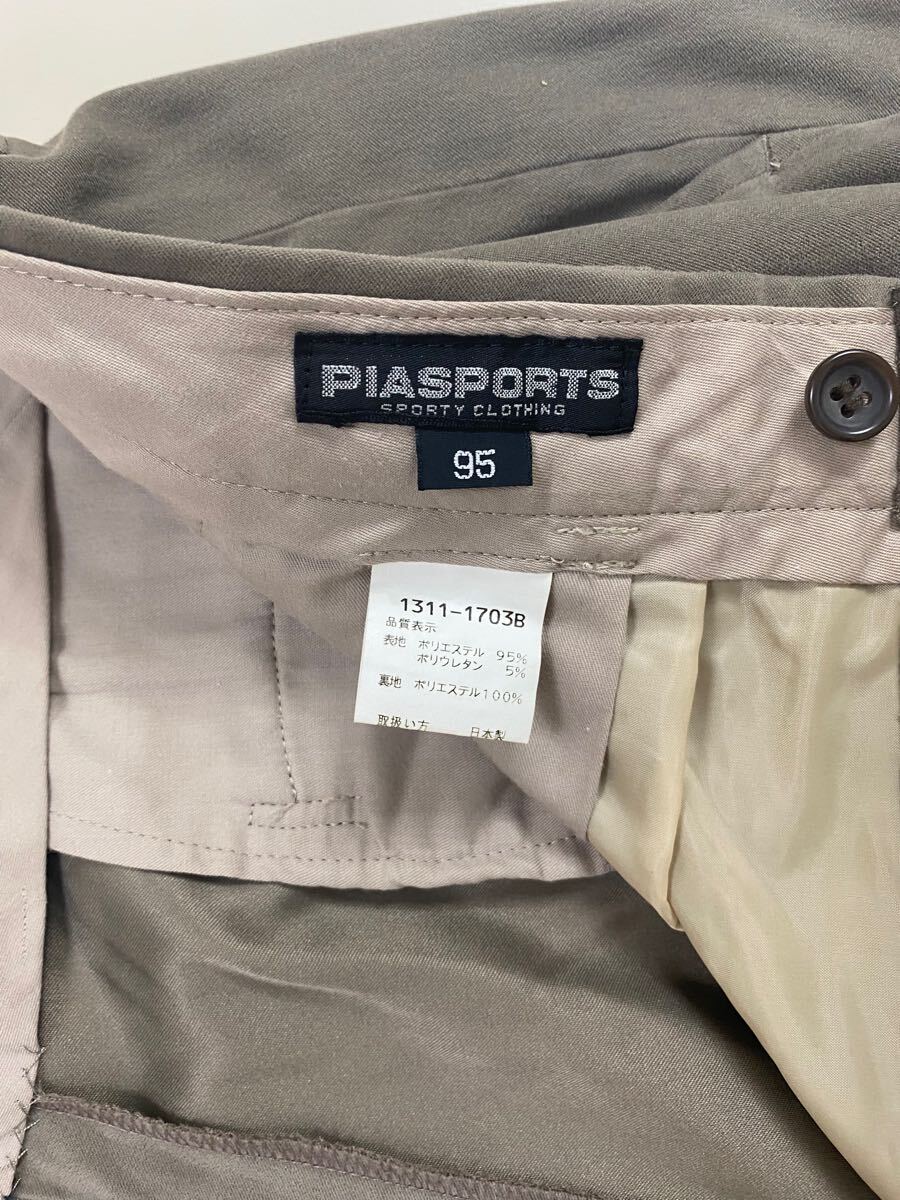 PIASPORTS
SPORTY CLOTHING
95
1311-1703B
品質表示
表地 ポリエステル 95%
ポリウレタン 5%
裏地 ポリエステル100%
取扱い方 日本製